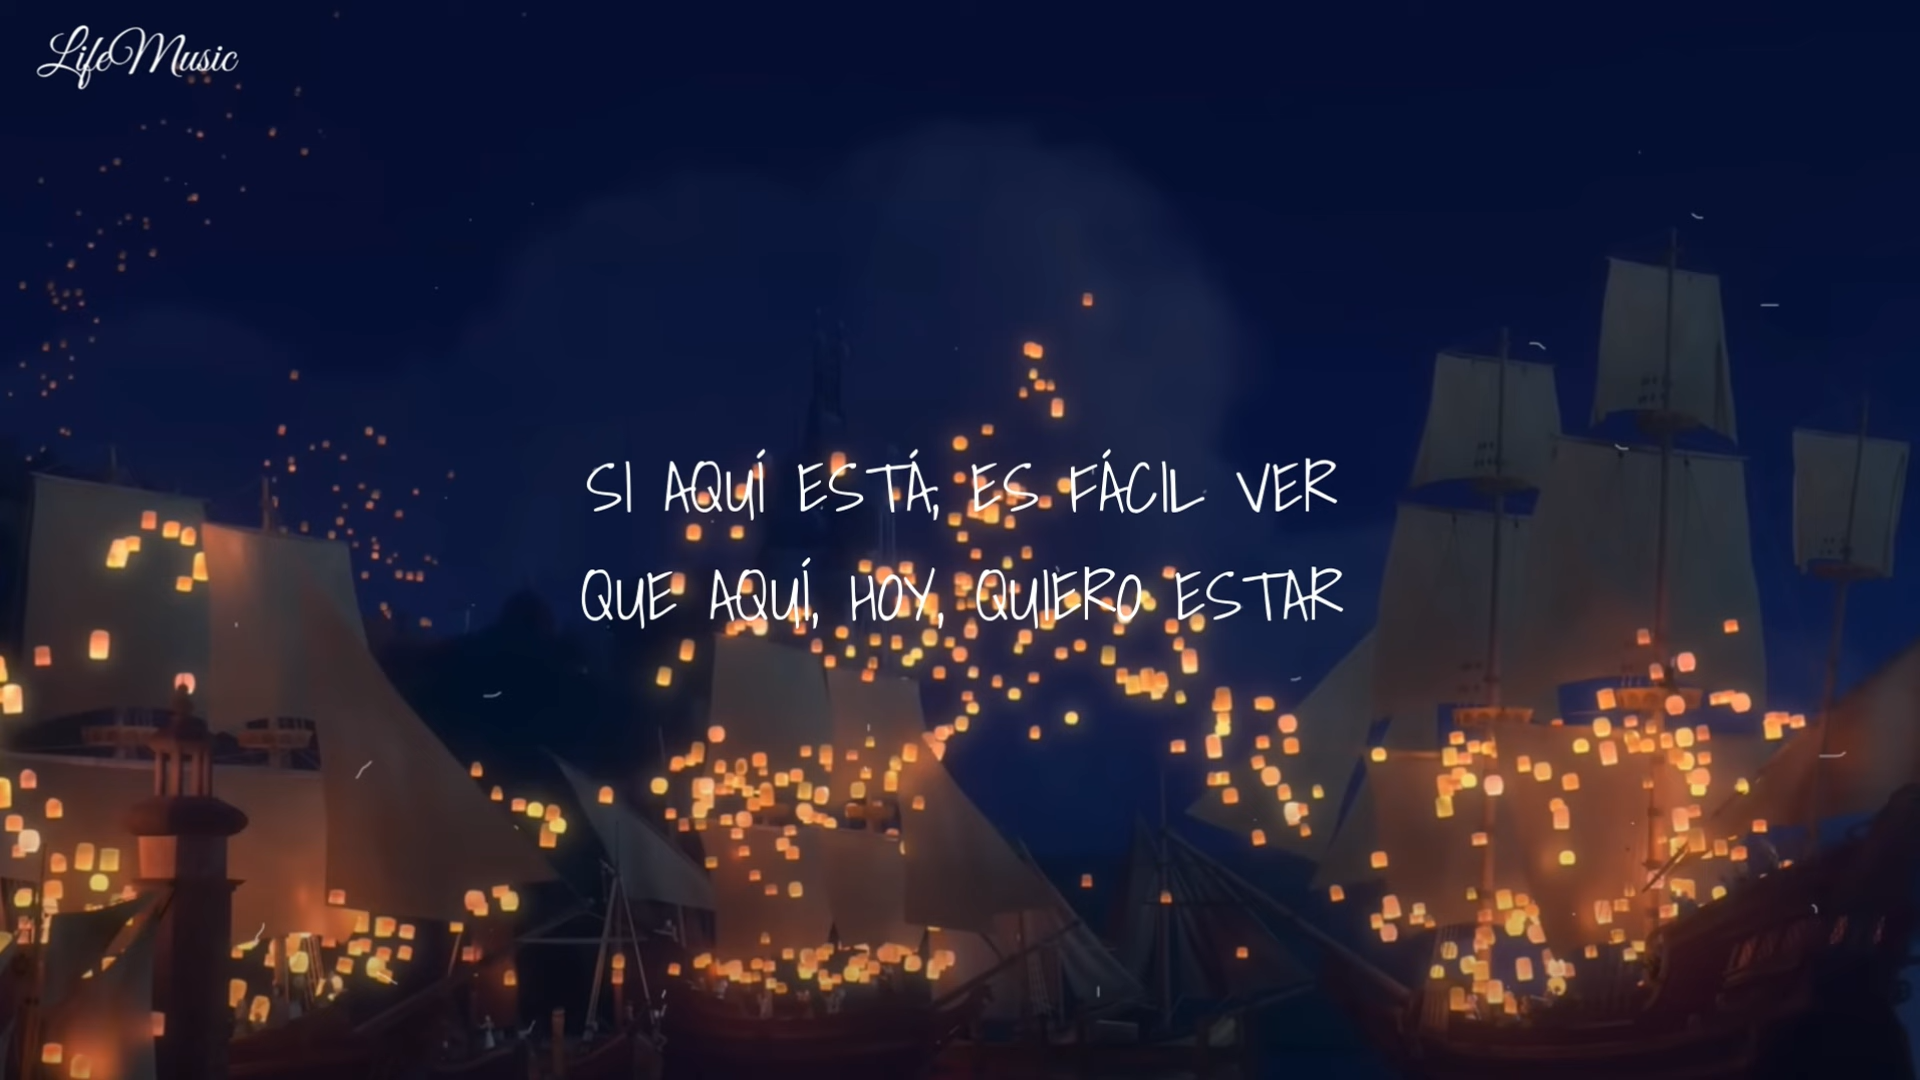 LifeMusic
SI AQUÍ ESTÁ, ES FÁCIL VER
QUE AQUÍ, HOY, QUIERO ESTAR